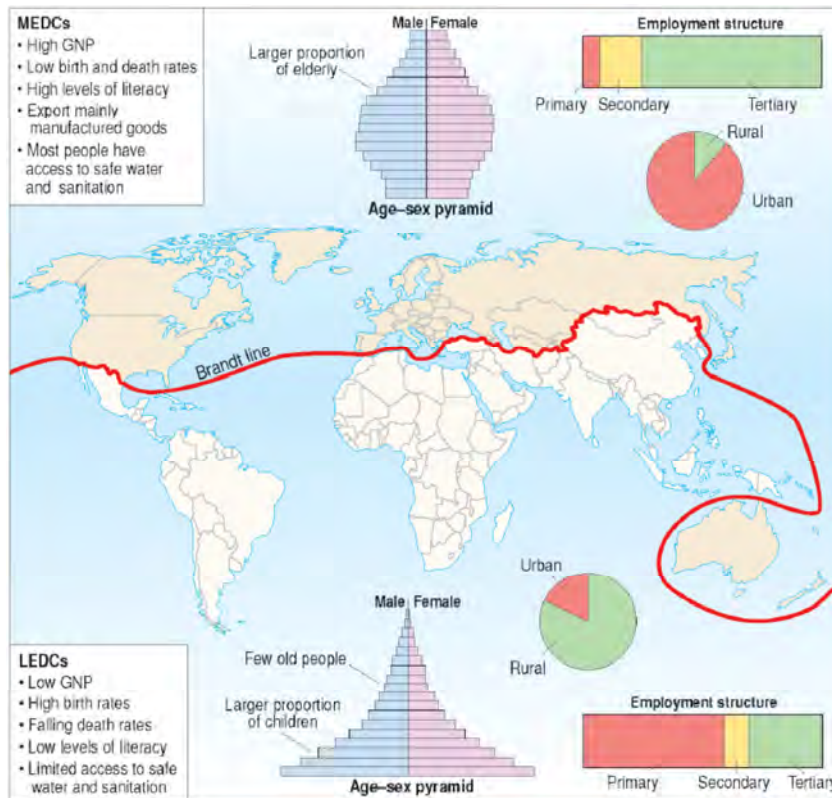 MEDCs
• High GNP
• Low birth and death rates
• High levels of literacy
• Export mainly
manufactured goods
• Most people have
access to safe water
and sanitation
Male Female
Larger proportion
of elderly
Age–sex pyramid
Employment structure
Primary Secondary Tertiary
Rural
Urban
Brandt line
Urban
Rural
Male Female
Few old people
Larger proportion
of children
Age–sex pyramid
LEDCs
• Low GNP
• High birth rates
• Falling death rates
• Low levels of literacy
• Limited access to safe
water and sanitation
Employment structure
Primary Secondary Tertiary